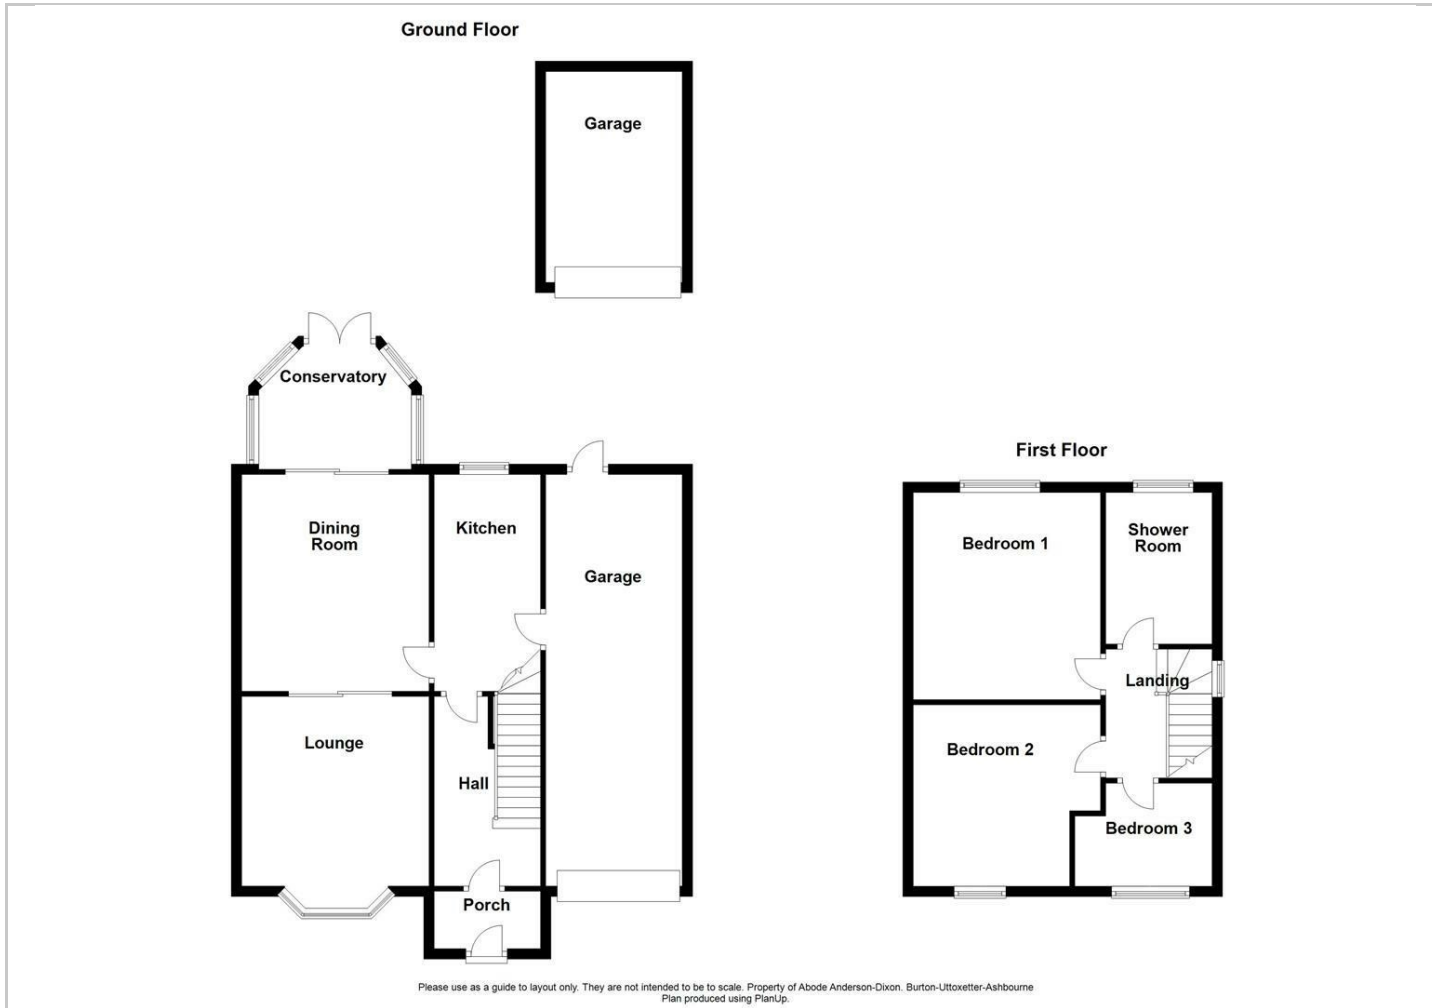 Ground Floor
Garage
Conservatory
Dining
Room
Kitchen
Garage
Lounge
Hall
Porch
First Floor
Bedroom 1
Shower
Room
Landing
Bedroom 2
Bedroom 3
Please use as a guide to layout only. They are not intended to be to scale. Property of Abode Anderson-Dixon. Burton-Uttoxetter-Ashbourne
Plan produced using PlanUp.